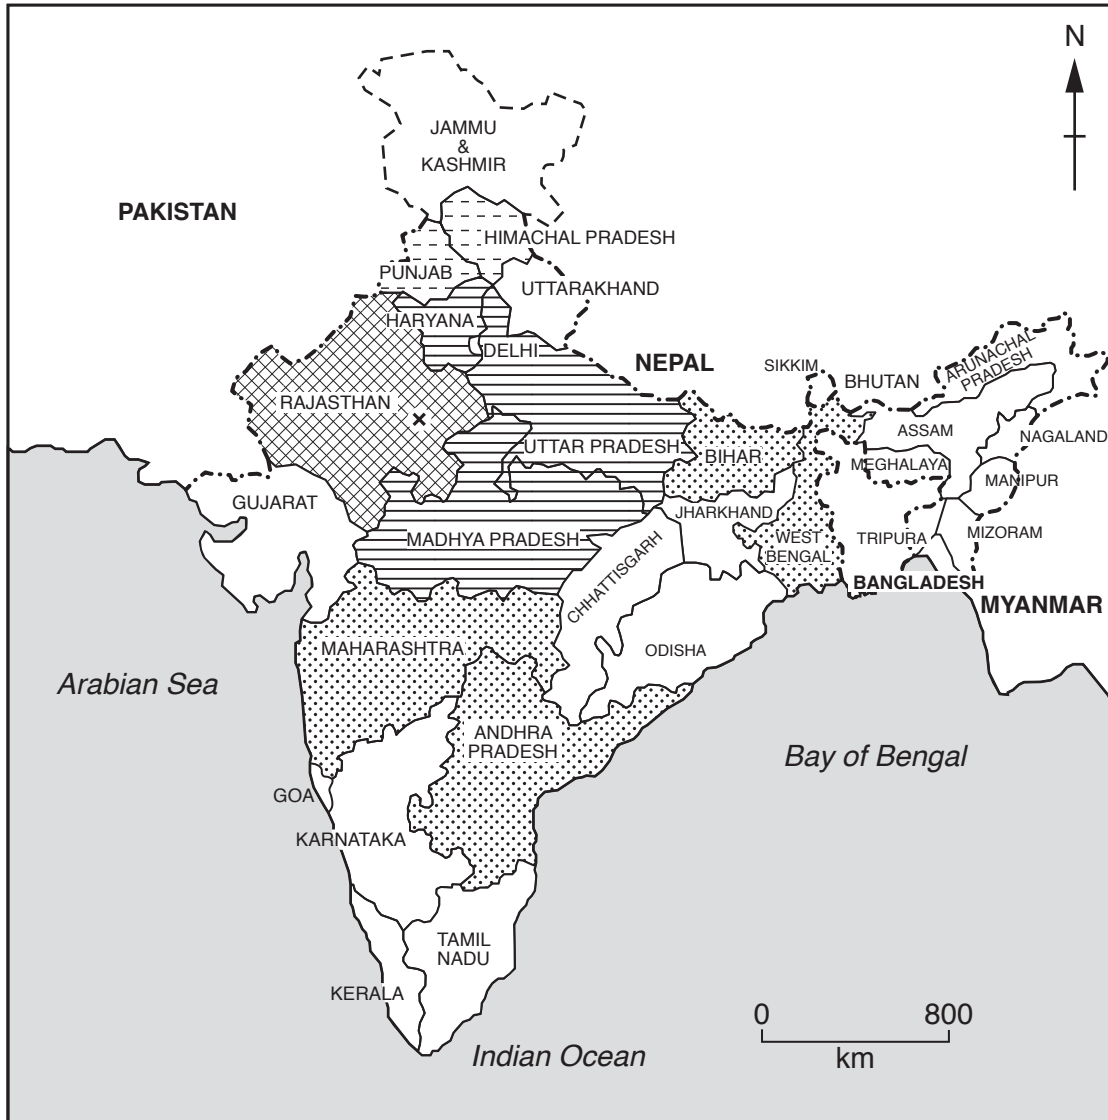 N
JAMMU
&
KASHMIR
PAKISTAN
HIMACHAL PRADESH
PUNJAB
UTTARAKHAND
HARYANA
DELHI
NEPAL
SIKKIM
BHUTAN
ARUNACHAL
PRADESH
RAJASTHAN
x
ASSAM
NAGALAND
UTTAR PRADESH
BIHAR
MEGHALAYA
MANIPUR
GUJARAT
JHARKHAND
MADHYA PRADESH
WEST
BENGAL
TRIPURA
MIZORAM
CHHATTISGARH
BANGLADESH
MYANMAR
MAHARASHTRA
ODISHA
Arabian Sea
ANDHRA
PRADESH
Bay of Bengal
GOA
KARNATAKA
TAMIL
NADU
KERALA
0 800
km
Indian Ocean